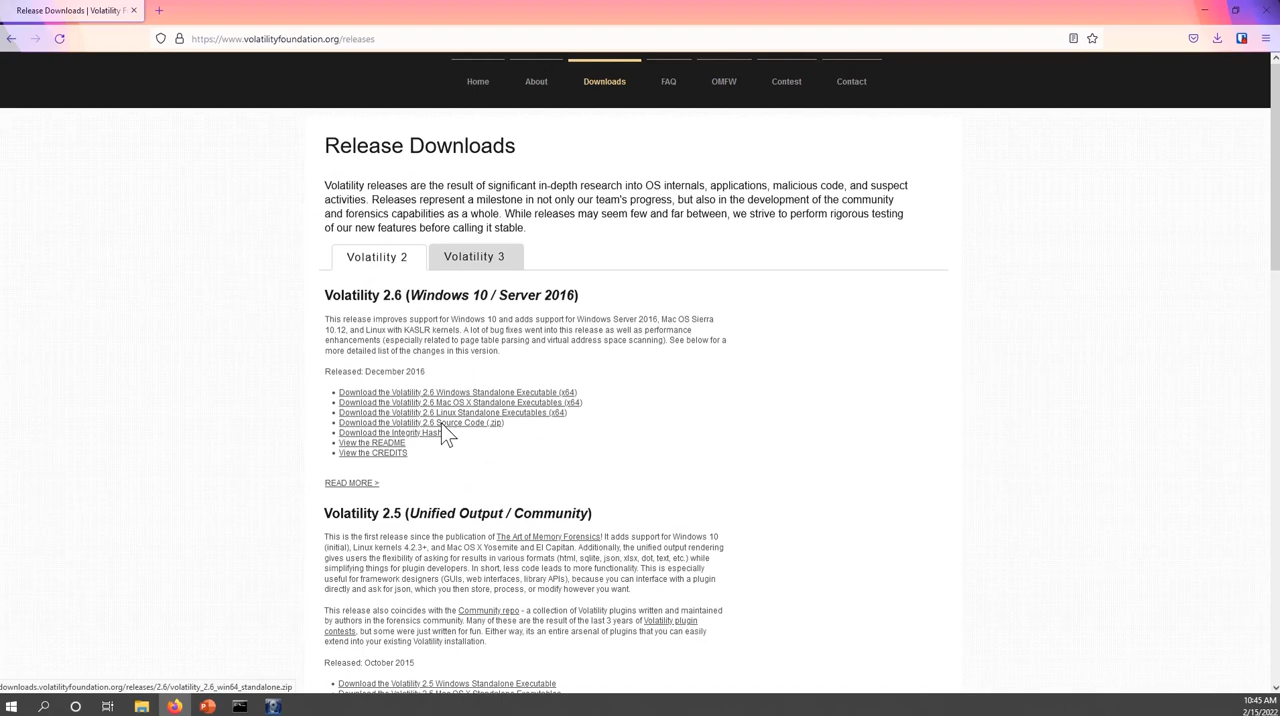 Release Downloads | Volatility F
https://www.volatilityfoundation.org/releases
Home About Downloads FAQ OMFW Contest Contact
Release Downloads
Volatility releases are the result of significant in-depth research into OS internals, applications, malicious code, and suspect
activities. Releases represent a milestone in not only our team's progress, but also in the development of the community
and forensics capabilities as a whole. While releases may seem few and far between, we strive to perform rigorous testing
of our new features before calling it stable.
Volatility 2 Volatility 3
Volatility 2.6 (Windows 10 / Server 2016)
This release improves support for Windows 10 and adds support for Windows Server 2016, Mac OS Sierra
10.12, and Linux with KASLR kernels. A lot of bug fixes went into this release as well as performance
enhancements (especially related to page table parsing and virtual address space scanning). See below for a
more detailed list of the changes in this version.
Released: December 2016
• Download the Volatility 2.6 Windows Standalone Executable (x64)
• Download the Volatility 2.6 Mac OS X Standalone Executables (x64)
• Download the Volatility 2.6 Linux Standalone Executables (x64)
• Download the Volatility 2.6 Source Code (.zip)
• Download the Integrity Hash
• View the README
• View the CREDITS
READ MORE >
Volatility 2.5 (Unified Output / Community)
This is the first release since the publication of The Art of Memory Forensics! It adds support for Windows 10
(initial), Linux kernels 4.2.3+, and Mac OS X Yosemite and El Capitan. Additionally, the unified output rendering
gives users the flexibility of asking for results in various formats (html, sqlite, json, xlsx, dot, text, etc.) while
simplifying things for plugin developers. In short, less code leads to more functionality. This is especially
useful for framework designers (GUIs, web interfaces, library APIs), because you can interface with a plugin
directly and ask for json, which you then store, process, or modify however you want.
This release also coincides with the Community repo - a collection of Volatility plugins written and maintained
by authors in the forensics community. Many of these are the result of the last 3 years of Volatility plugin
contests, but some were just written for fun. Either way, its an entire arsenal of plugins that you can easily
extend into your existing Volatility installation.
Released: October 2015
• Download the Volatility 2.5 Windows Standalone Executable
• Download the Volatility 2.5 Mac OS X Standalone Executables
downloads.volatilityfoundation.org/releases/2.6/volatility_2.6_win64_standalone.zip
10:45 AM
2/15/2022